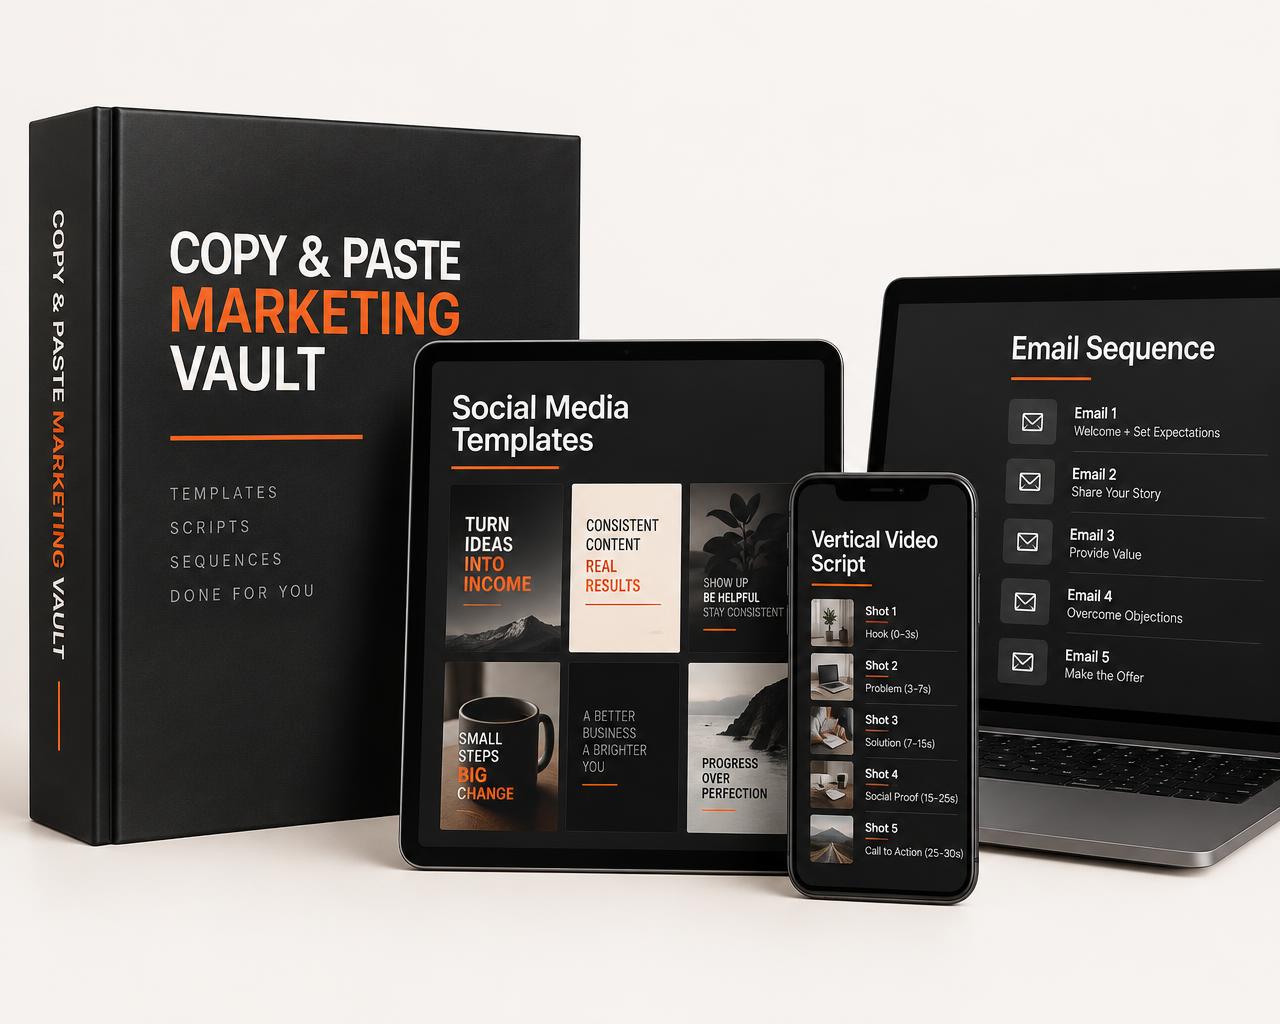 COPY & PASTE MARKETING VAULT
COPY & PASTE
MARKETING
VAULT
TEMPLATES
SCRIPTS
SEQUENCES
DONE FOR YOU
Social Media
Templates
TURN
IDEAS
INTO
INCOME
CONSISTENT
CONTENT
REAL
RESULTS
SHOW UP
BE HELPFUL
STAY CONSISTENT
SMALL
STEPS
BIG
CHANGE
A BETTER
BUSINESS
A BRIGHTER
YOU
PROGRESS
OVER
PERFECTION
Vertical Video
Script
Shot 1
Hook (0–3s)
Shot 2
Problem (3–7s)
Shot 3
Solution (7–15s)
Shot 4
Social Proof (15–25s)
Shot 5
Call to Action (25–30s)
Email Sequence
Email 1
Welcome + Set Expectations
Email 2
Share Your Story
Email 3
Provide Value
Email 4
Overcome Objections
Email 5
Make the Offer